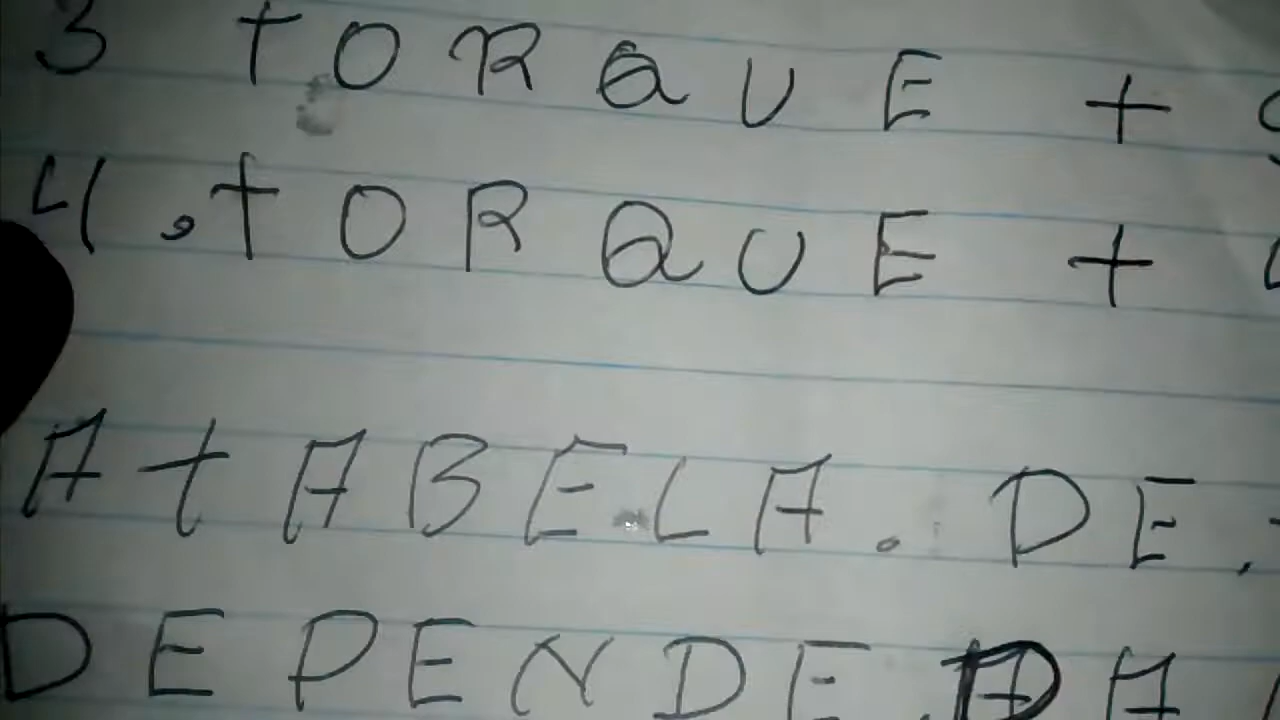 3 TORQUE +
4. TORQUE +
A TABELA. DE.
DEPENDE. DA